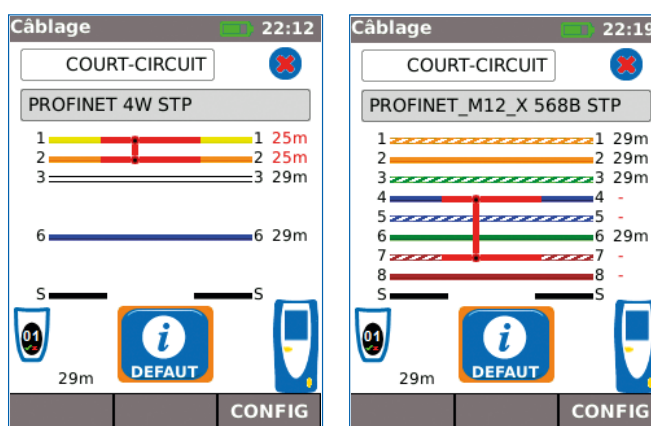 Câblage 22:12
COURT-CIRCUIT
PROFINET 4W STP
1 1 25m
2 2 25m
3 3 29m
6 6 29m
S S
01
29m
i
DEFAUT
CONFIG
Câblage 22:19
COURT-CIRCUIT
PROFINET_M12_X 568B STP
1 1 29m
2 2 29m
3 3 29m
4 4 -
5 5 -
6 6 29m
7 7 -
8 8 -
S S
01
29m
i
DEFAUT
CONFIG